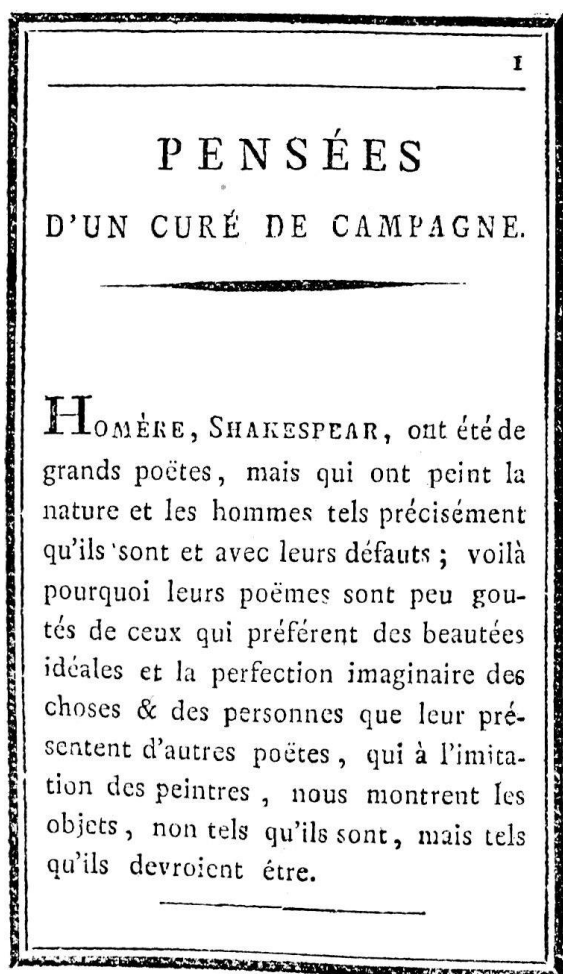 1
PENSÉES
D'UN CURÉ DE CAMPAGNE.
HOMÈRE, SHAKESPEAR, ont été de
grands poëtes, mais qui ont peint la
nature et les hommes tels précisément
qu'ils sont et avec leurs défauts ; voilà
pourquoi leurs poëmes sont peu gou-
tés de ceux qui préférent des beautées
idéales et la perfection imaginaire des
choses & des personnes que leur pré-
sentent d'autres poëtes, qui à l'imita-
tion des peintres, nous montrent les
objets, non tels qu'ils sont, mais tels
qu'ils devroient étre.